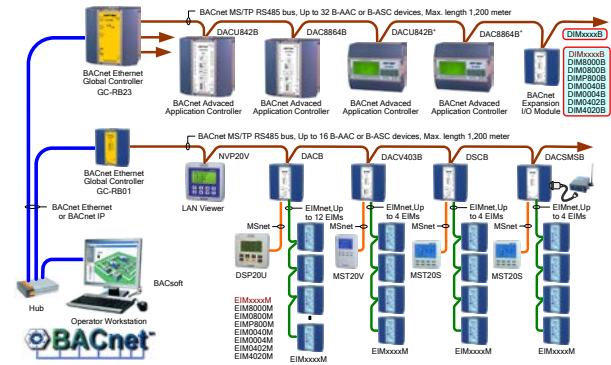 BACnet MS/TP RS485 bus, Up to 32 B-AAC or B-ASC devices, Max. length 1,200 meter
DACU842B
DAC8864B
DACU842B+
DAC8864B+
DIMxxxxB
BACnet Ethernet
Global Controller
GC-RB23
BACnet Advaced
Application Controller
BACnet Advaced
Application Controller
BACnet Advaced
Application Controller
BACnet Advaced
Application Controller
BACnet
Expansion
I/O Module
DIMxxxxB
DIM8000B
DIM0800B
DIMP800B
DIM0040B
DIM0004B
DIM0402B
DIM4020B
BACnet MS/TP RS485 bus, Up to 16 B-AAC or B-ASC devices, Max. length 1,200 meter
NVP20V
DACB
DACV403B
DSCB
DACSMSB
BACnet Ethernet
Global Controller
GC-RB01
LAN Viewer
BACnet Ethernet
or BACnet IP
EIMnet,Up
to 12 EIMs
EIMnet,Up
to 4 EIMs
EIMnet,Up
to 4 EIMs
EIMnet,Up
to 4 EIMs
MSnet
MSnet
MSnet
MSnet
DSP20U
MST20V
MST20S
MST20S
BACsoft
Hub
Operator Workstation
EIMxxxxM
EIM8000M
EIM0800M
EIMP800M
EIM0040M
EIM0004M
EIM0402M
EIM4020M
EIMxxxxM
EIMxxxxM
EIMxxxxM
EIMxxxxM
BACnet™